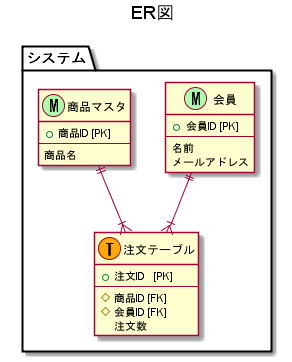 ER図
システム
M 商品マスタ
商品ID [PK]
商品名
M 会員
会員ID [PK]
名前
メールアドレス
T 注文テーブル
注文ID [PK]
商品ID [FK]
会員ID [FK]
注文数